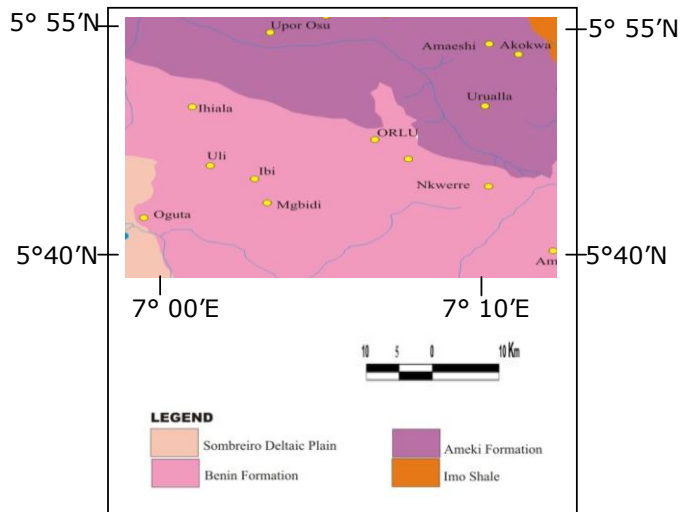 5° 55′N
5° 55′N
Upor Osu
Amaeshi
Akokwa
Urualla
Ihiala
ORLU
Uli
Ibi
Nkwerre
Mgbidi
Oguta
5°40′N
5°40′N
Am
7° 00′E
7° 10′E
10 5 0 10 Km
LEGEND
Sombreiro Deltaic Plain
Ameki Formation
Benin Formation
Imo Shale